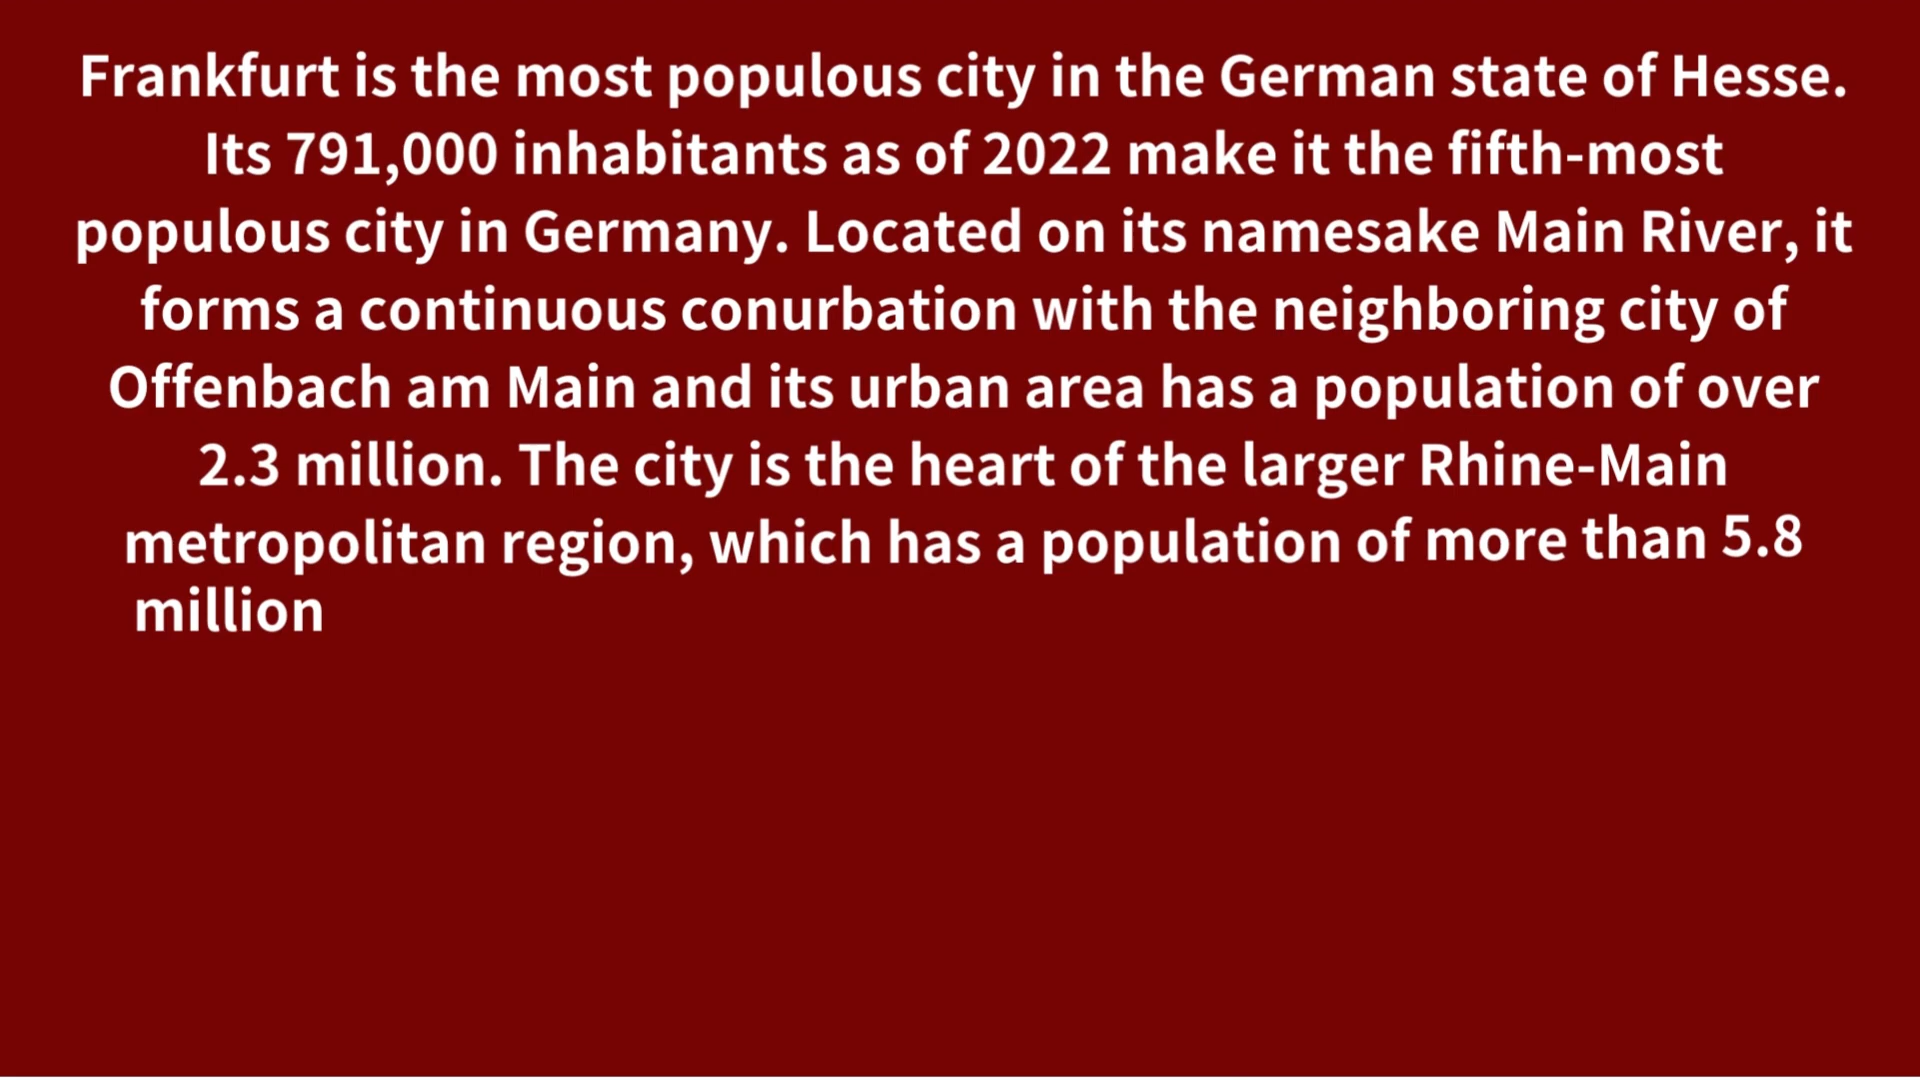 Frankfurt is the most populous city in the German state of Hesse.
Its 791,000 inhabitants as of 2022 make it the fifth-most
populous city in Germany. Located on its namesake Main River, it
forms a continuous conurbation with the neighboring city of
Offenbach am Main and its urban area has a population of over
2.3 million. The city is the heart of the larger Rhine-Main
metropolitan region, which has a population of more than 5.8
million